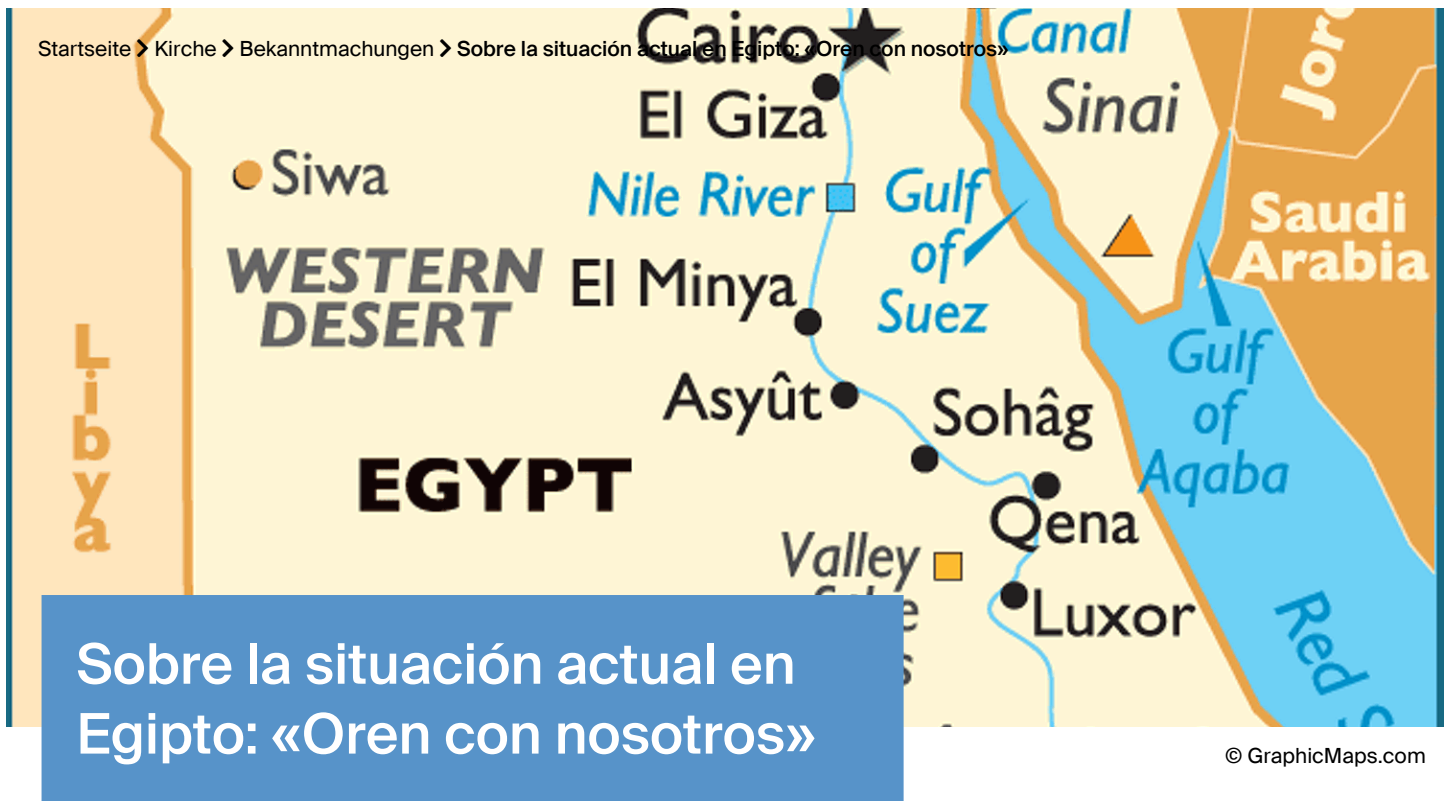 Cairo
Canal
Startseite > Kirche > Bekanntmachungen > Sobre la situación actual en Egipto: «Oren con nosotros»
El Giza
Sinai
Siwa
Nile River
Gulf
of
Suez
Saudi
Arabia
WESTERN
DESERT
El Minya
Libya
Gulf
of
Aqaba
Asyût
Sohâg
EGYPT
Qena
Valley
Luxor
Red
Sobre la situación actual en
Egipto: «Oren con nosotros»
© GraphicMaps.com